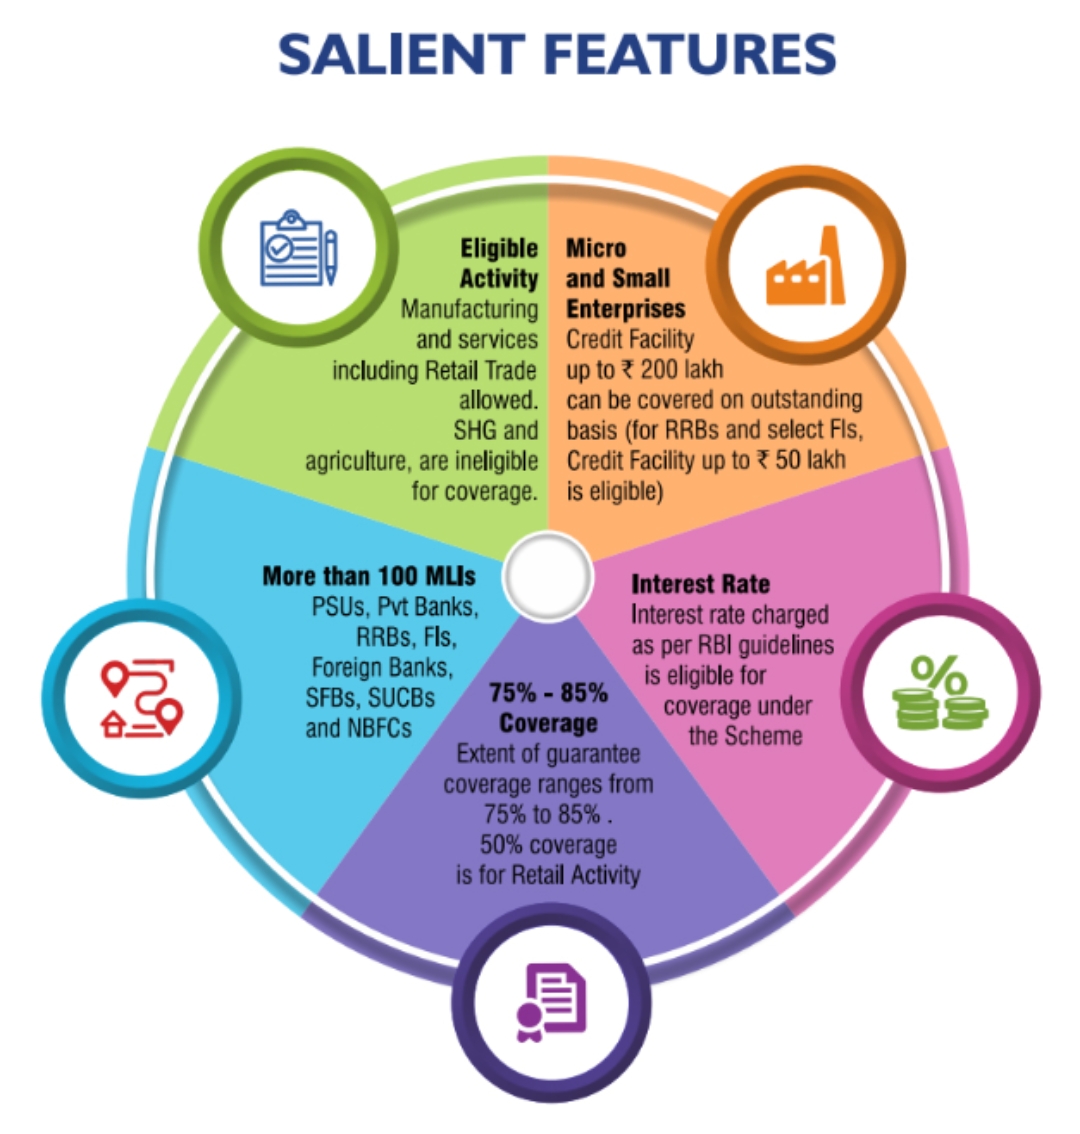 SALIENT FEATURES
Eligible
Activity
Manufacturing
and services
including Retail Trade
allowed.
SHG and
agriculture, are ineligible
for coverage.
Micro
and Small
Enterprises
Credit Facility
up to ₹ 200 lakh
can be covered on outstanding
basis (for RRBs and select FIs,
Credit Facility up to ₹ 50 lakh
is eligible)
More than 100 MLIs
PSUs, Pvt Banks,
RRBs, FIs,
Foreign Banks,
SFBs, SUCBs
and NBFCs
75% - 85%
Coverage
Extent of guarantee
coverage ranges from
75% to 85% .
50% coverage
is for Retail Activity
Interest Rate
Interest rate charged
as per RBI guidelines
is eligible for
coverage under
the Scheme
%